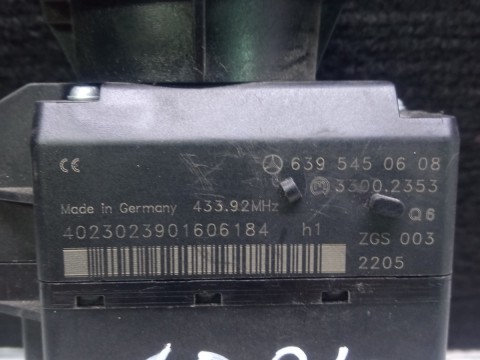 CE 639 545 06 08
3300.2353
Made in Germany 433.92MHz Q6
4023023901606184 h1 ZGS 003
2205